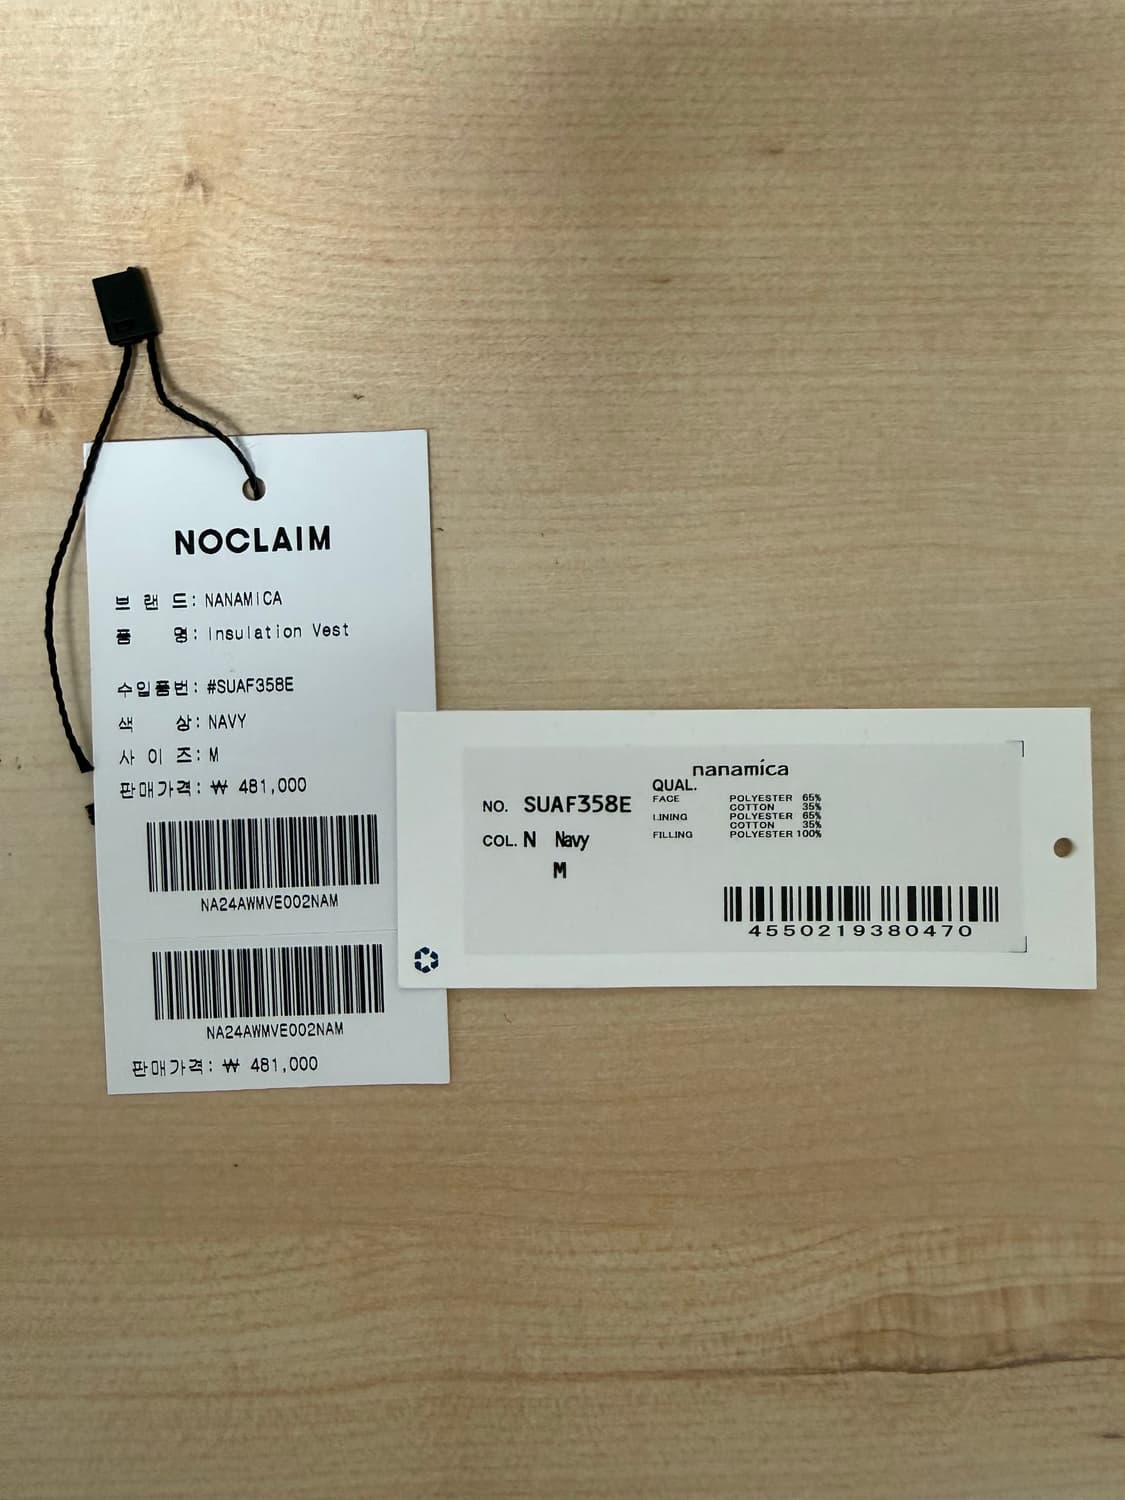 NOCLAIM
브 랜 드: NANAMICA
품 명: Insulation Vest
수입품번: #SUAF358E
색 상: NAVY
사 이 즈: M
판매가격: ₩ 481,000
NA24AWMVE002NAM
NA24AWMVE002NAM
판매가격: ₩ 481,000
nanamica
NO. SUAF358E
COL. N Navy
M
QUAL.
FACE POLYESTER 65%
COTTON 35%
LINING POLYESTER 65%
COTTON 35%
FILLING POLYESTER 100%
4550219380470